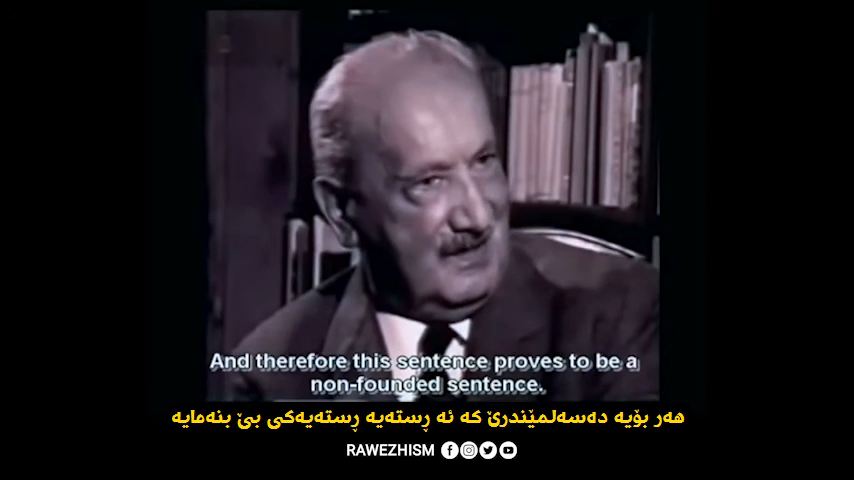 And therefore this sentence proves to be a
non-founded sentence.
هەر بۆیە دەسەلمێندرێ کە ئە ڕستەیە ڕستەیەکی بێ بنەمایە
RAWEZHISM